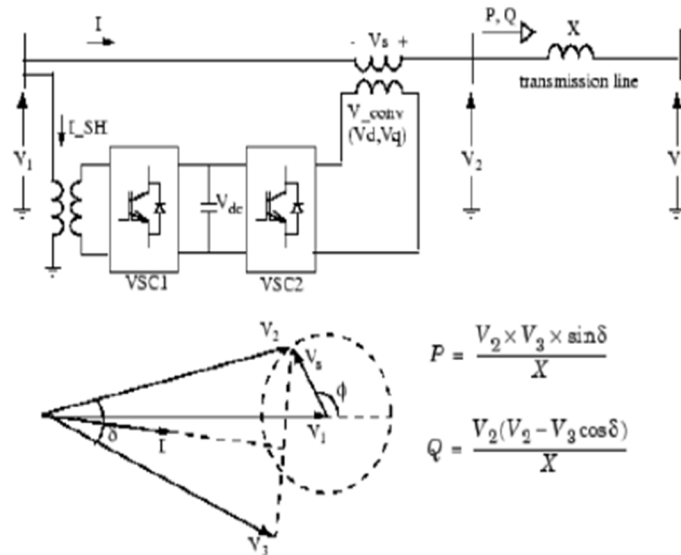 I
P, Q
- Vs +
X
transmission line
V_conv
(Vd,Vq)
I_SH
V1
Vdc
V2
V
VSC1
VSC2
V2
Vs
ϕ
V1
δ
I
V3
P = V2 × V3 × sinδ / X
Q = V2(V2 – V3 cosδ) / X